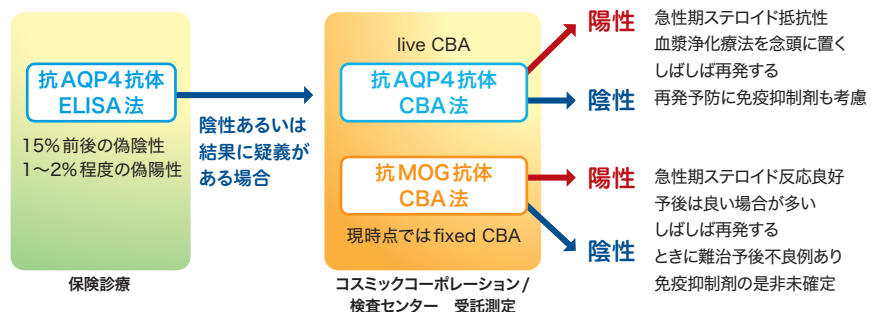 抗AQP4抗体
ELISA法
15%前後の偽陰性
1～2%程度の偽陽性
保険診療
陰性あるいは
結果に疑義が
ある場合
live CBA
抗AQP4抗体
CBA法
抗MOG抗体
CBA法
現時点ではfixed CBA
コスミックコーポレーション/
検査センター　受託測定
陽性
急性期ステロイド抵抗性
血漿浄化療法を念頭に置く
しばしば再発する
陰性
再発予防に免疫抑制剤も考慮
陽性
急性期ステロイド反応良好
予後は良い場合が多い
しばしば再発する
陰性
ときに難治予後不良例あり
免疫抑制剤の是非未確定